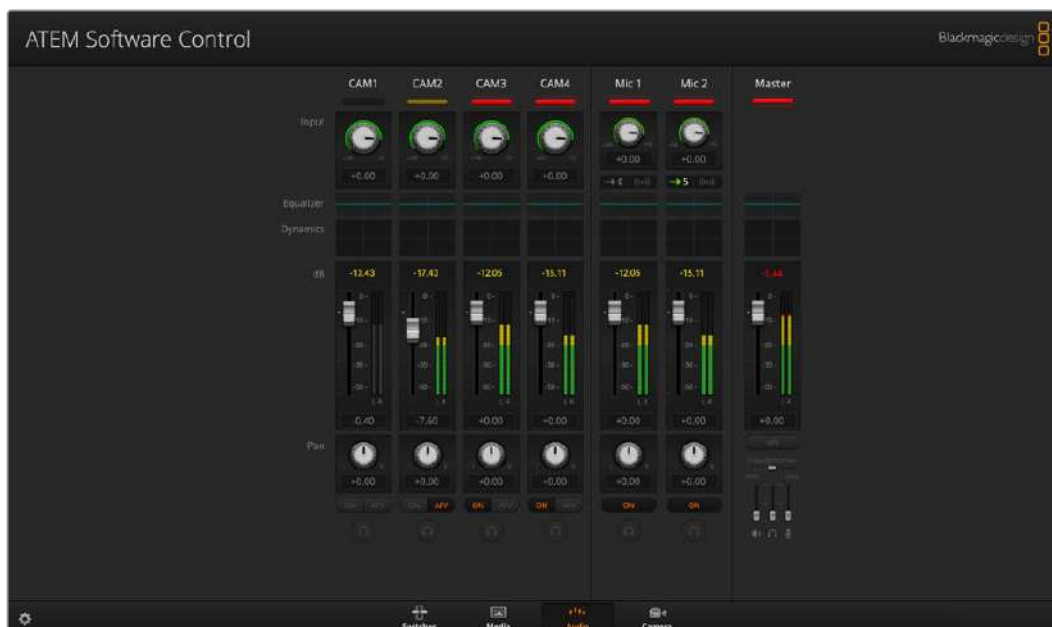 ATEM Software Control
Blackmagicdesign
CAM1 CAM2 CAM3 CAM4 Mic 1 Mic 2 Master
Input
+0.00 +0.00
+0.00 +0.00 +0.00 +0.00
5
Equalizer
Dynamics
dB -13.43 -17.43 -12.05 -15.11 -12.05 -15.11
-7.60 +0.00 +0.00 +0.00 +0.00 +0.00
Pan
+0.00 +0.00 +0.00 +0.00 +0.00 +0.00
ON AFV ON AFV ON AFV ON AFV ON ON
AFV
Switcher Media Audio Camera